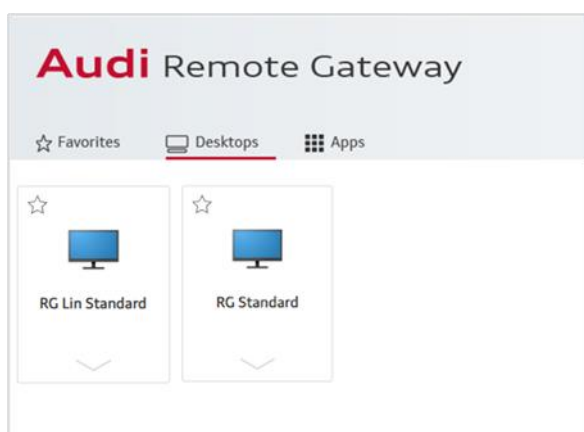 Audi Remote Gateway
Favorites Desktops Apps
RG Lin Standard RG Standard